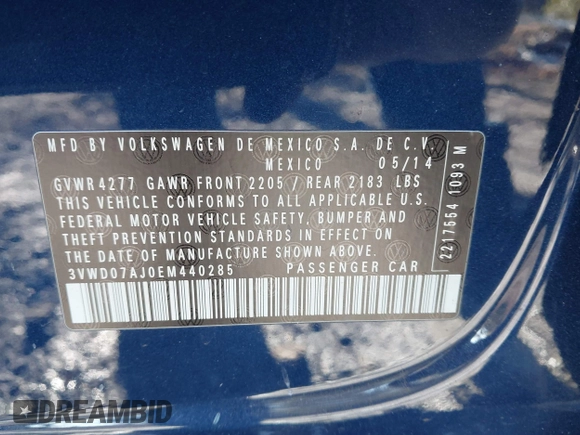 MFD BY VOLKSWAGEN DE MEXICO S.A. DE C.V.
MEXICO 05/14
GVWR 4277 GAWR FRONT 2205 REAR 2183 LBS
THIS VEHICLE CONFORMS TO ALL APPLICABLE U.S.
FEDERAL MOTOR VEHICLE SAFETY, BUMPER AND
THEFT PREVENTION STANDARDS IN EFFECT ON
THE DATE OF MANUFACTURE SHOWN ABOVE.
3VWD07AJ0EM440285 PASSENGER CAR
2217554 1093 M
DREAMBID